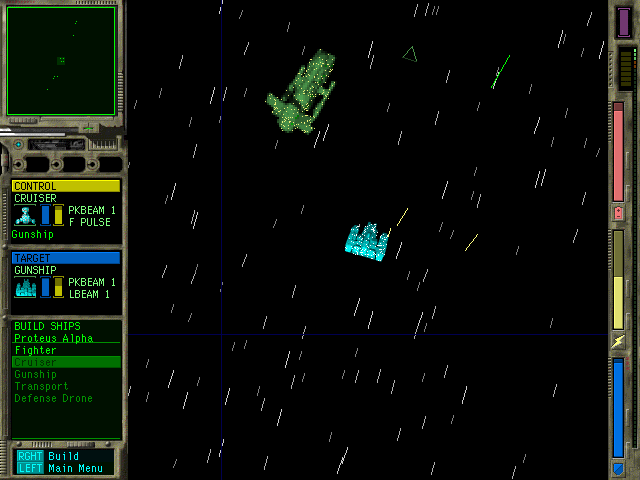 CONTROL
CRUISER
PKBEAM 1
F PULSE
Gunship
TARGET
GUNSHIP
PKBEAM 1
LBEAM 1
BUILD SHIPS
Proteus Alpha
Fighter
Cruiser
Gunship
Transport
Defense Drone
RGHT Build
LEFT Main Menu